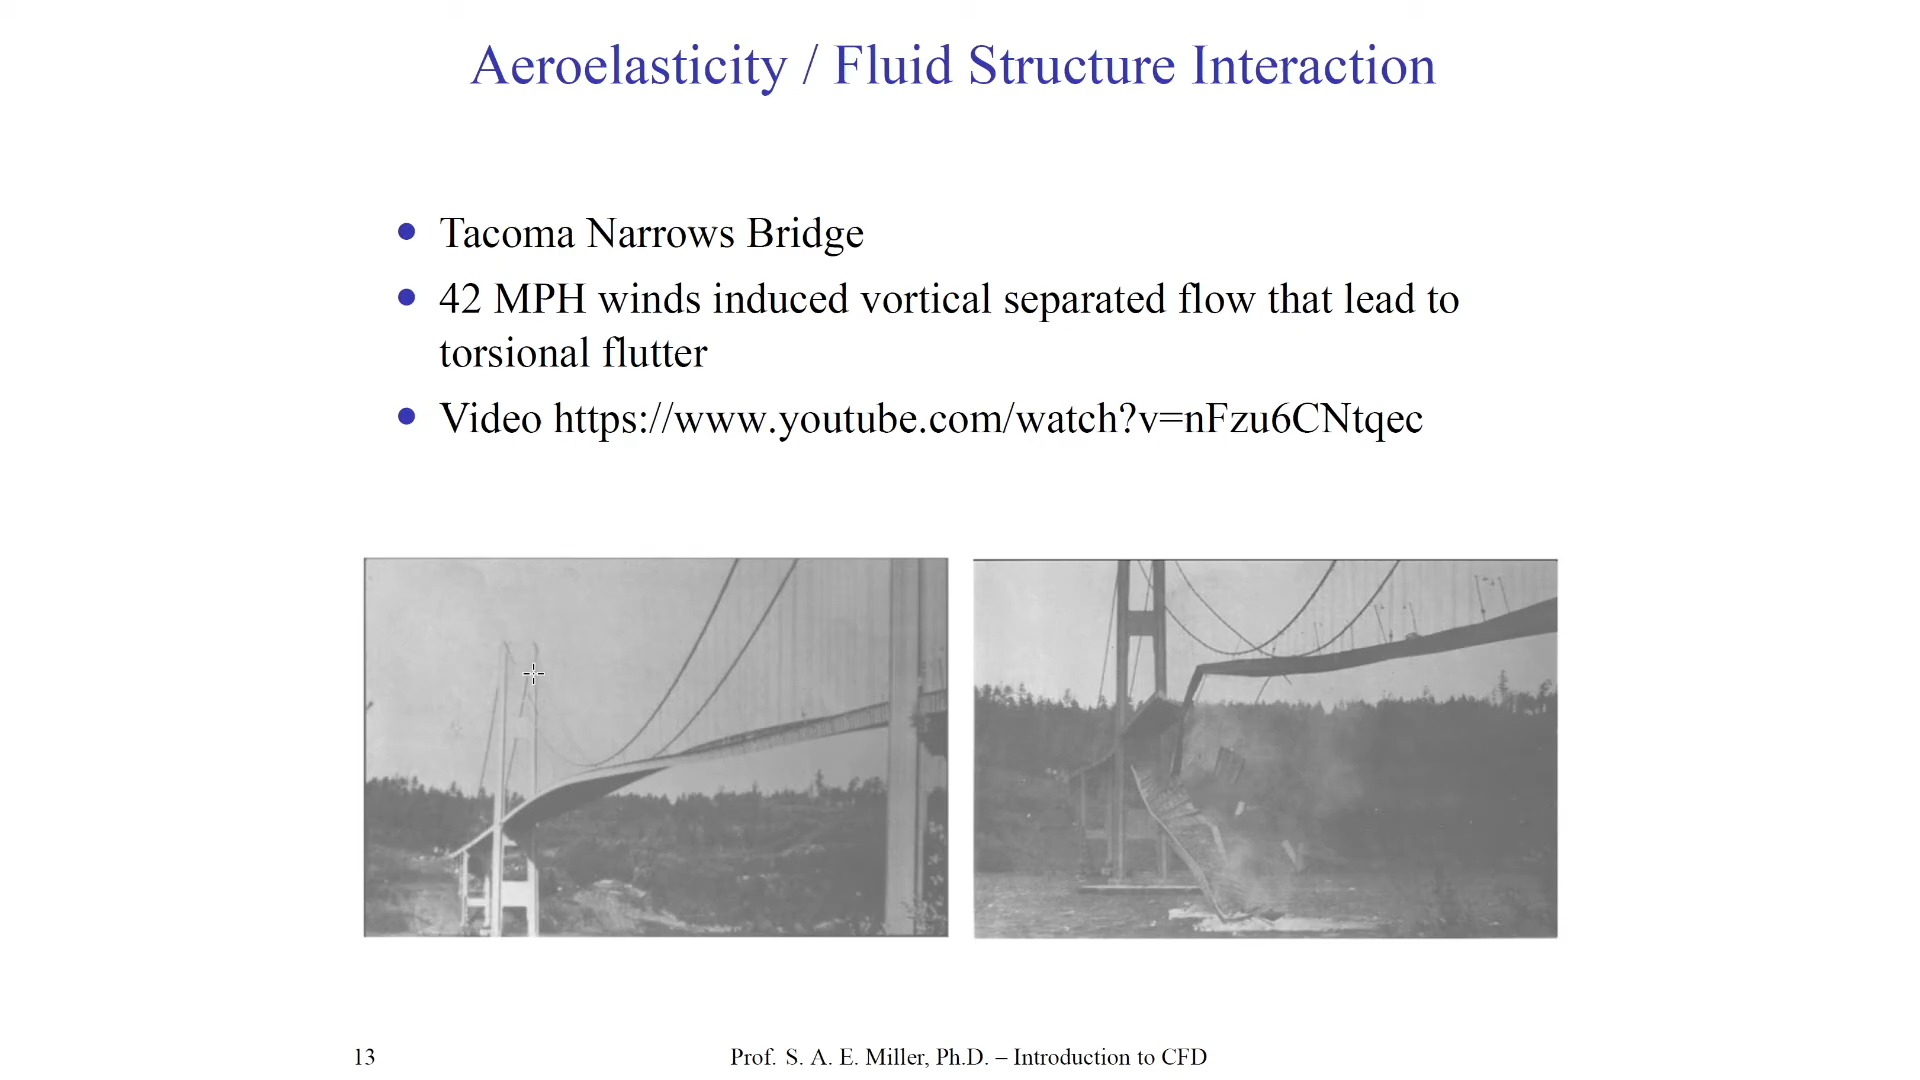 Aeroelasticity / Fluid Structure Interaction
Tacoma Narrows Bridge
42 MPH winds induced vortical separated flow that lead to
torsional flutter
Video https://www.youtube.com/watch?v=nFzu6CNtqec
13
Prof. S. A. E. Miller, Ph.D. – Introduction to CFD